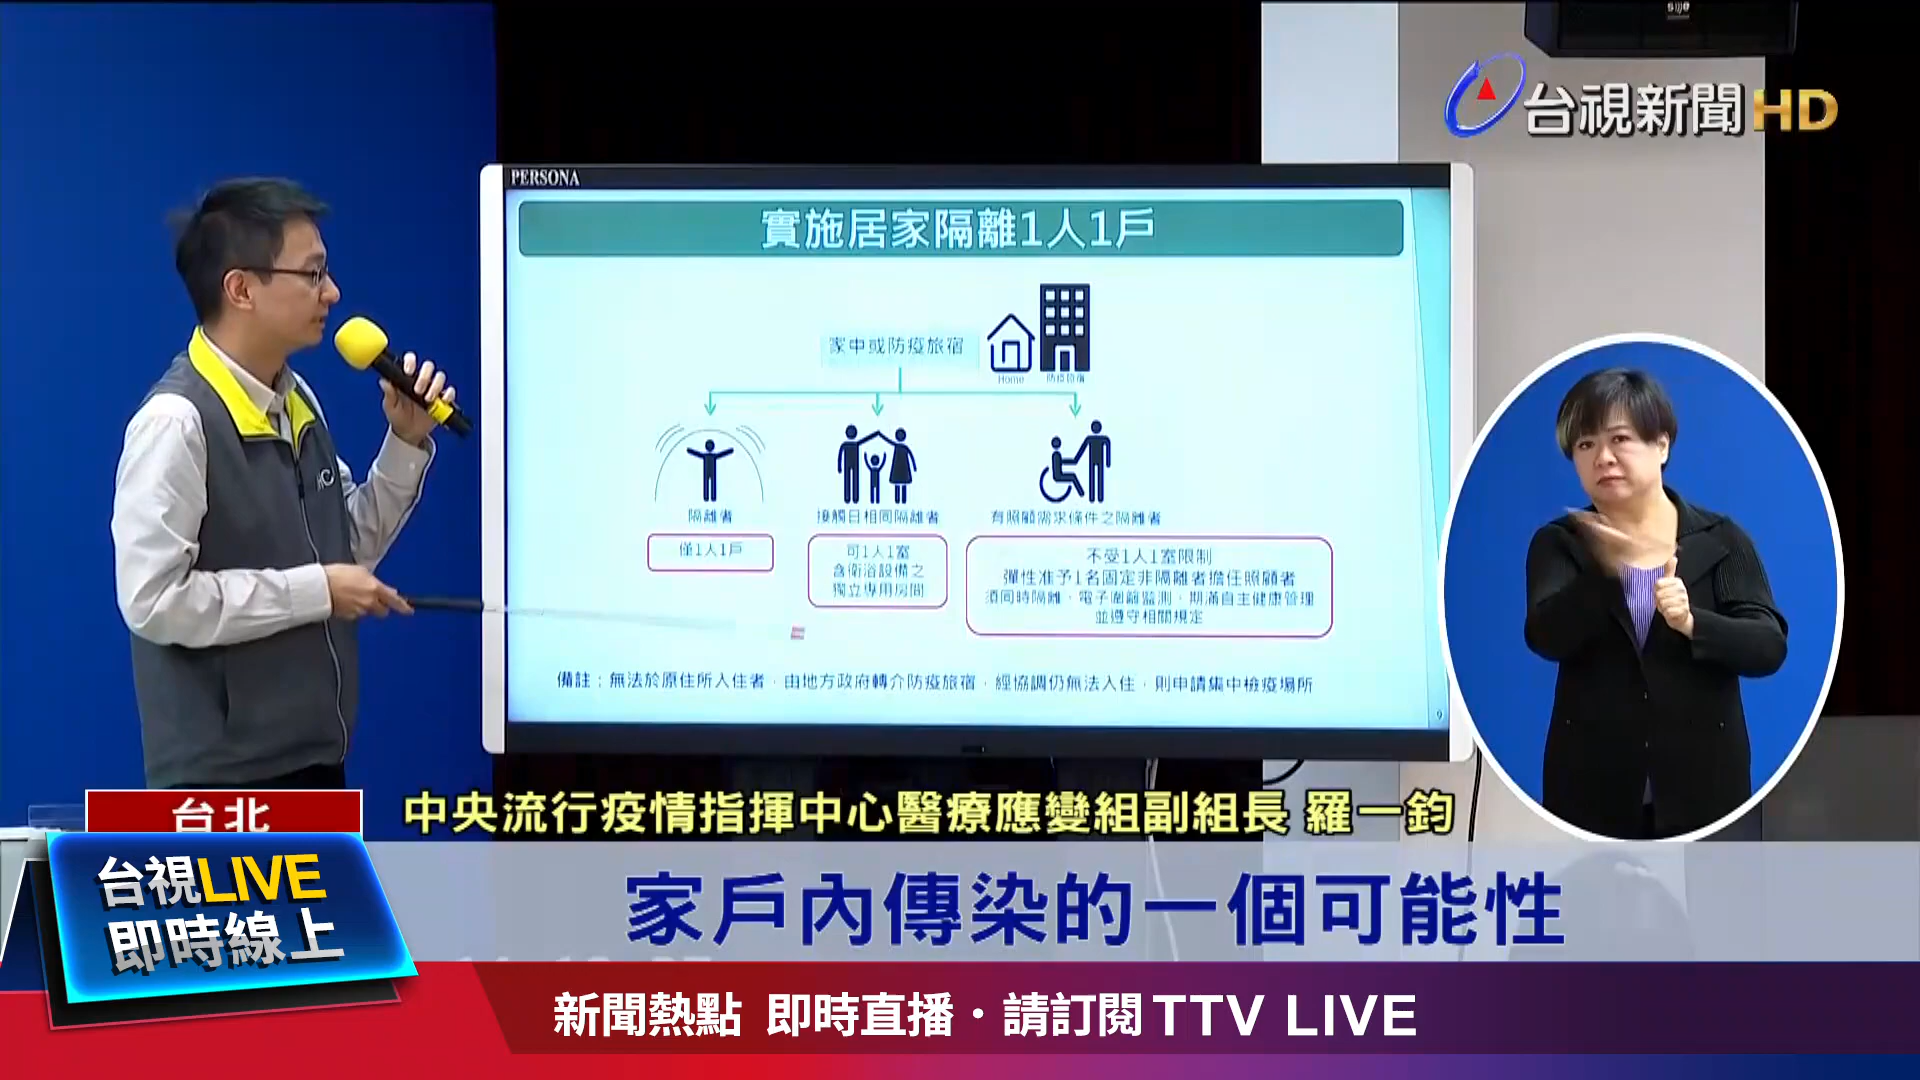 smje
台視新聞HD
PERSONA
實施居家隔離1人1戶
家中或防疫旅宿
Home
防疫旅宿
隔離者
接觸日相同隔離者
有照顧需求條件之隔離者
僅1人1戶
可1人1室
含衛浴設備之
獨立專用房間
不受1人1室限制
彈性准予1名固定非隔離者擔任照顧者
須同時隔離、電子圍籬監測，期滿自主健康管理
並遵守相關規定
備註：無法於原住所入住者，由地方政府轉介防疫旅宿，經協調仍無法入住，則申請集中檢疫場所
9
台北
中央流行疫情指揮中心醫療應變組副組長 羅一鈞
台視LIVE
即時線上
家戶內傳染的一個可能性
新聞熱點 即時直播・請訂閱TTV LIVE